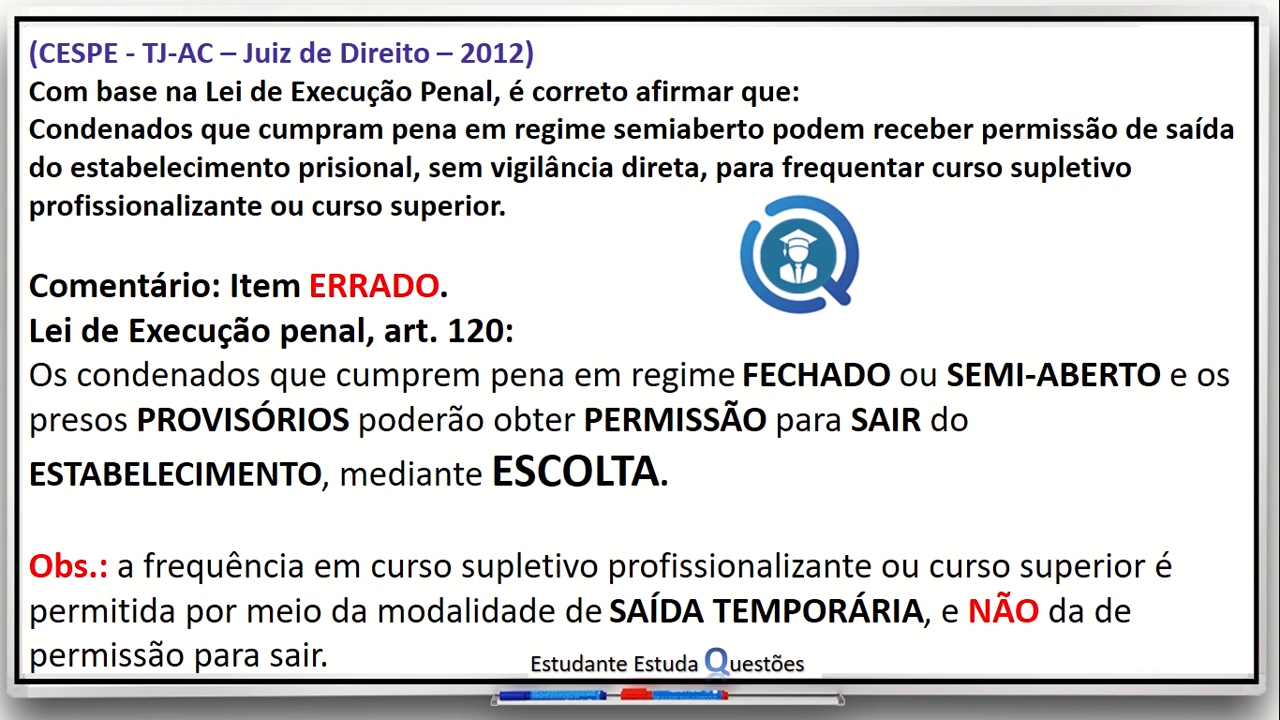 (CESPE - TJ-AC – Juiz de Direito – 2012)
Com base na Lei de Execução Penal, é correto afirmar que:
Condenados que cumpram pena em regime semiaberto podem receber permissão de saída
do estabelecimento prisional, sem vigilância direta, para frequentar curso supletivo
profissionalizante ou curso superior.
Comentário: Item ERRADO.
Lei de Execução penal, art. 120:
Os condenados que cumprem pena em regime FECHADO ou SEMI-ABERTO e os
presos PROVISÓRIOS poderão obter PERMISSÃO para SAIR do
ESTABELECIMENTO, mediante ESCOLTA.
Obs.: a frequência em curso supletivo profissionalizante ou curso superior é
permitida por meio da modalidade de SAÍDA TEMPORÁRIA, e NÃO da de
permissão para sair.
Estudante Estuda Questões